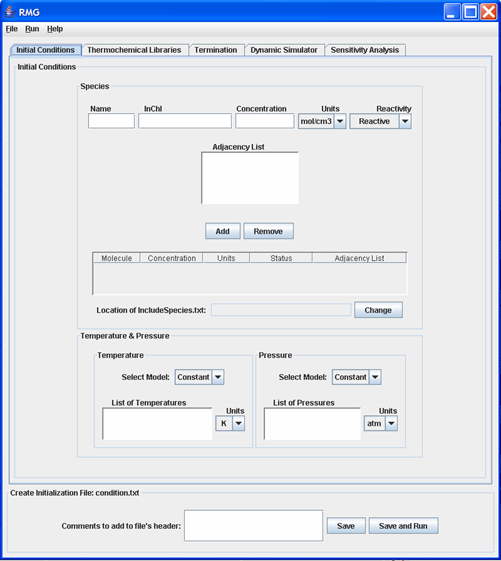 RMG
File Run Help
Initial Conditions Thermochemical Libraries Termination Dynamic Simulator Sensitivity Analysis
Initial Conditions
Species
Name InChI Concentration Units Reactivity
mol/cm3 Reactive
Adjacency List
Add Remove
Molecule Concentration Units Status Adjacency List
Location of IncludeSpecies.txt: Change
Temperature & Pressure
Temperature Pressure
Select Model: Constant Select Model: Constant
List of Temperatures Units List of Pressures Units
K atm
Create Initialization File: condition.txt
Comments to add to file's header: Save Save and Run